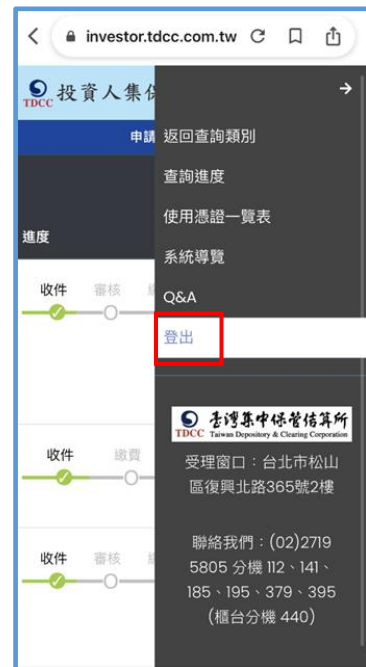 investor.tdcc.com.tw
TDCC 投資人集保
申請
進度
收件 審核
收件 繳費
收件 審核
返回查詢類別
查詢進度
使用憑證一覽表
系統導覽
Q&A
登出
TDCC 臺灣集中保管結算所
Taiwan Depository & Clearing Corporation
受理窗口：台北市松山
區復興北路365號2樓
聯絡我們：(02)2719
5805 分機 112、141、
185、195、379、395
(櫃台分機 440)